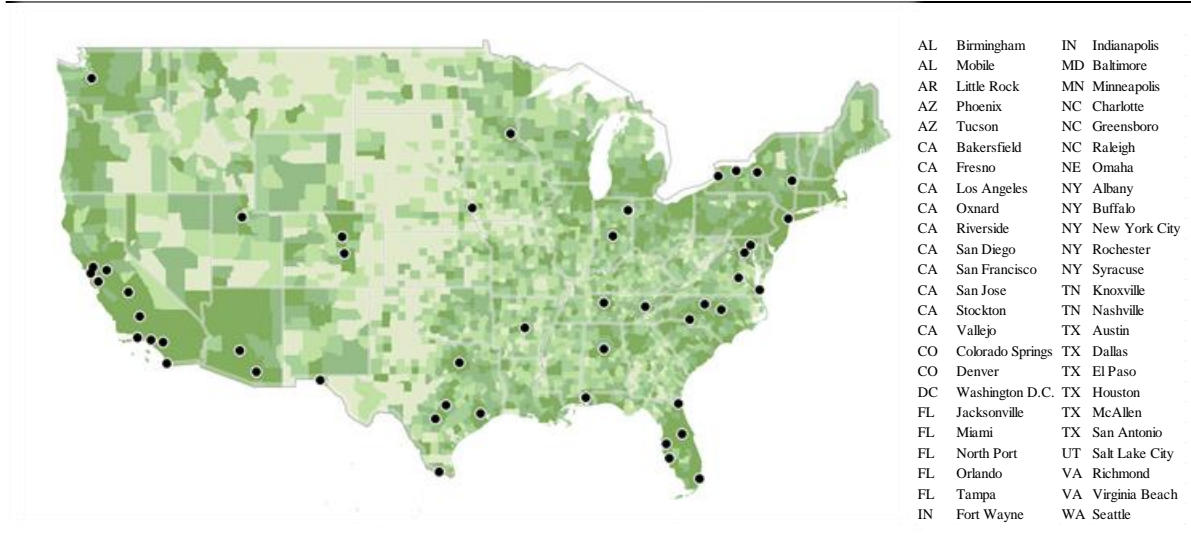 AL Birmingham IN Indianapolis
AL Mobile MD Baltimore
AR Little Rock MN Minneapolis
AZ Phoenix NC Charlotte
AZ Tucson NC Greensboro
CA Bakersfield NC Raleigh
CA Fresno NE Omaha
CA Los Angeles NY Albany
CA Oxnard NY Buffalo
CA Riverside NY New York City
CA San Diego NY Rochester
CA San Francisco NY Syracuse
CA San Jose TN Knoxville
CA Stockton TN Nashville
CA Vallejo TX Austin
CO Colorado Springs TX Dallas
CO Denver TX El Paso
DC Washington D.C. TX Houston
FL Jacksonville TX McAllen
FL Miami TX San Antonio
FL North Port UT Salt Lake City
FL Orlando VA Richmond
FL Tampa VA Virginia Beach
IN Fort Wayne WA Seattle